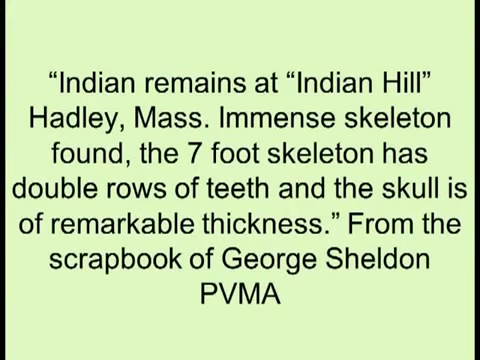 “Indian remains at “Indian Hill”
Hadley, Mass. Immense skeleton
found, the 7 foot skeleton has
double rows of teeth and the skull is
of remarkable thickness.” From the
scrapbook of George Sheldon
PVMA